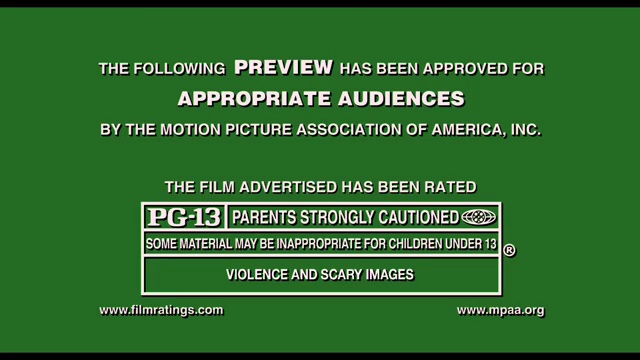 THE FOLLOWING PREVIEW HAS BEEN APPROVED FOR
APPROPRIATE AUDIENCES
BY THE MOTION PICTURE ASSOCIATION OF AMERICA, INC.
THE FILM ADVERTISED HAS BEEN RATED
PG-13 PARENTS STRONGLY CAUTIONED
SOME MATERIAL MAY BE INAPPROPRIATE FOR CHILDREN UNDER 13 ®
VIOLENCE AND SCARY IMAGES
www.filmratings.com www.mpaa.org